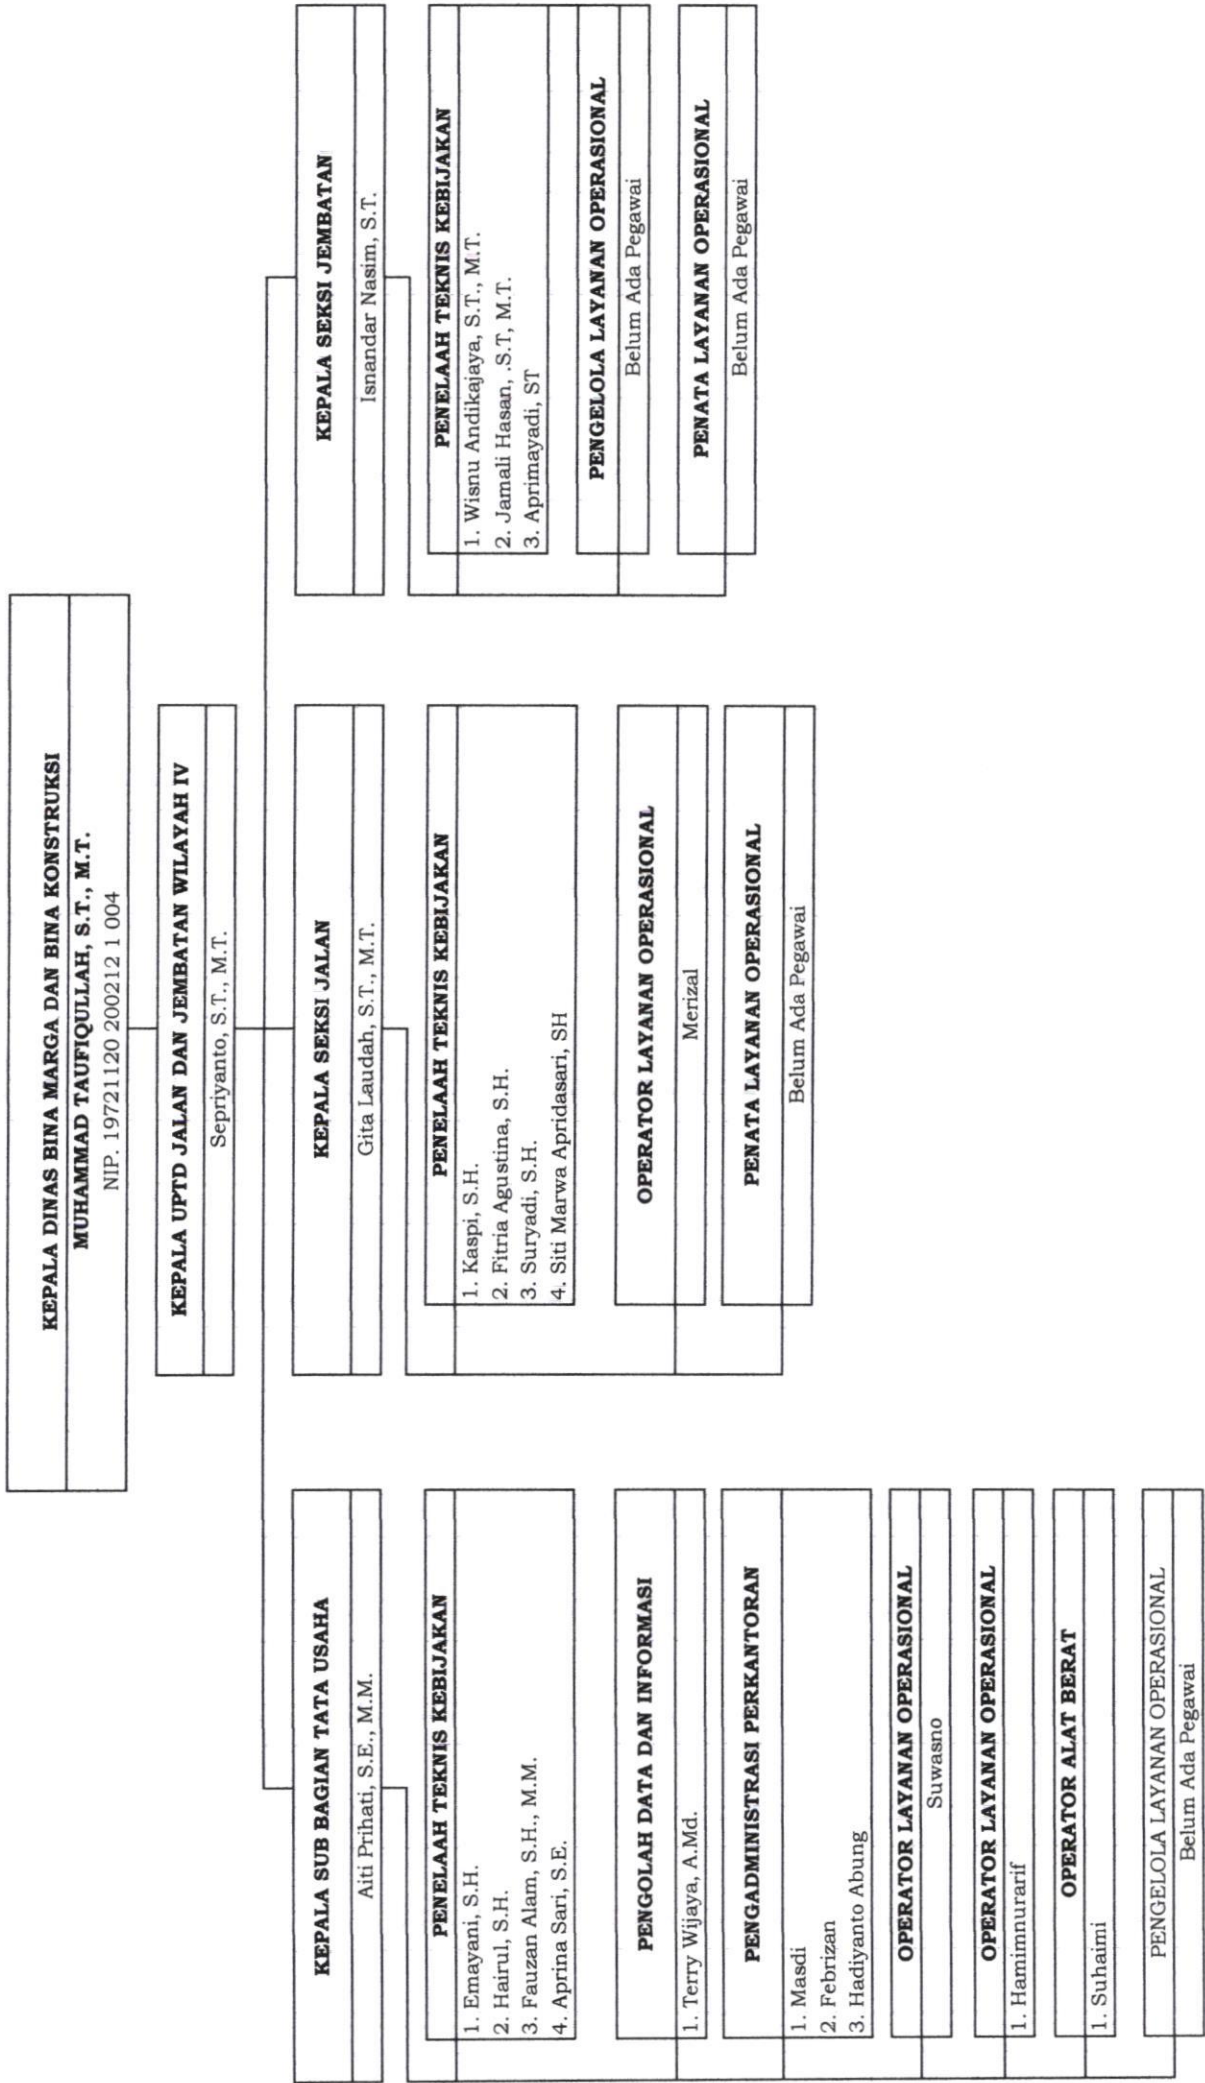 KEPALA DINAS BINA MARGA DAN BINA KONSTRUKSI
MUHAMMAD TAUFIQULLAH, S.T., M.T.
NIP. 19721120 200212 1 004
KEPALA UPTD JALAN DAN JEMBATAN WILAYAH IV
Sepriyanto, S.T., M.T.
KEPALA SUB BAGIAN TATA USAHA
Aiti Prihati, S.E., M.M.
PENELAAH TEKNIS KEBIJAKAN
1. Emayani, S.H.
2. Hairul, S.H.
3. Fauzan Alam, S.H., M.M.
4. Aprina Sari, S.E.
PENGOLAH DATA DAN INFORMASI
1. Terry Wijaya, A.Md.
PENGADMINISTRASI PERKANTORAN
1. Masdi
2. Febrizan
3. Hadiyanto Abung
OPERATOR LAYANAN OPERASIONAL
Suwasno
OPERATOR LAYANAN OPERASIONAL
1. Hamimnurarif
OPERATOR ALAT BERAT
1. Suhaimi
PENGELOLA LAYANAN OPERASIONAL
Belum Ada Pegawai
KEPALA SEKSI JALAN
Gita Laudah, S.T., M.T.
PENELAAH TEKNIS KEBIJAKAN
1. Kaspi, S.H.
2. Fitria Agustina, S.H.
3. Suryadi, S.H.
4. Siti Marwa Apridasari, SH
OPERATOR LAYANAN OPERASIONAL
Merizal
PENATA LAYANAN OPERASIONAL
Belum Ada Pegawai
KEPALA SEKSI JEMBATAN
Isnandar Nasim, S.T.
PENELAAH TEKNIS KEBIJAKAN
1. Wisnu Andikajaya, S.T., M.T.
2. Jamali Hasan, .S.T, M.T.
3. Aprimayadi, ST
PENGELOLA LAYANAN OPERASIONAL
Belum Ada Pegawai
PENATA LAYANAN OPERASIONAL
Belum Ada Pegawai